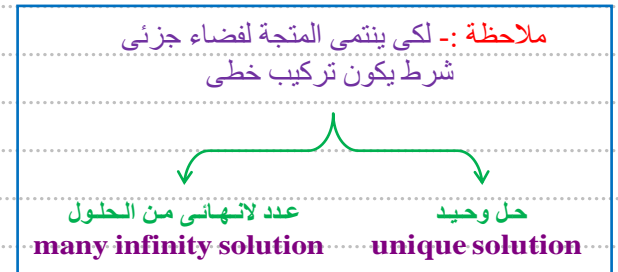 ملاحظة :- لكى ينتمى المتجة لفضاء جزئى
شرط يكون تركيب خطى
حل وحيد
عدد لانهائى من الحلول
unique solution
many infinity solution